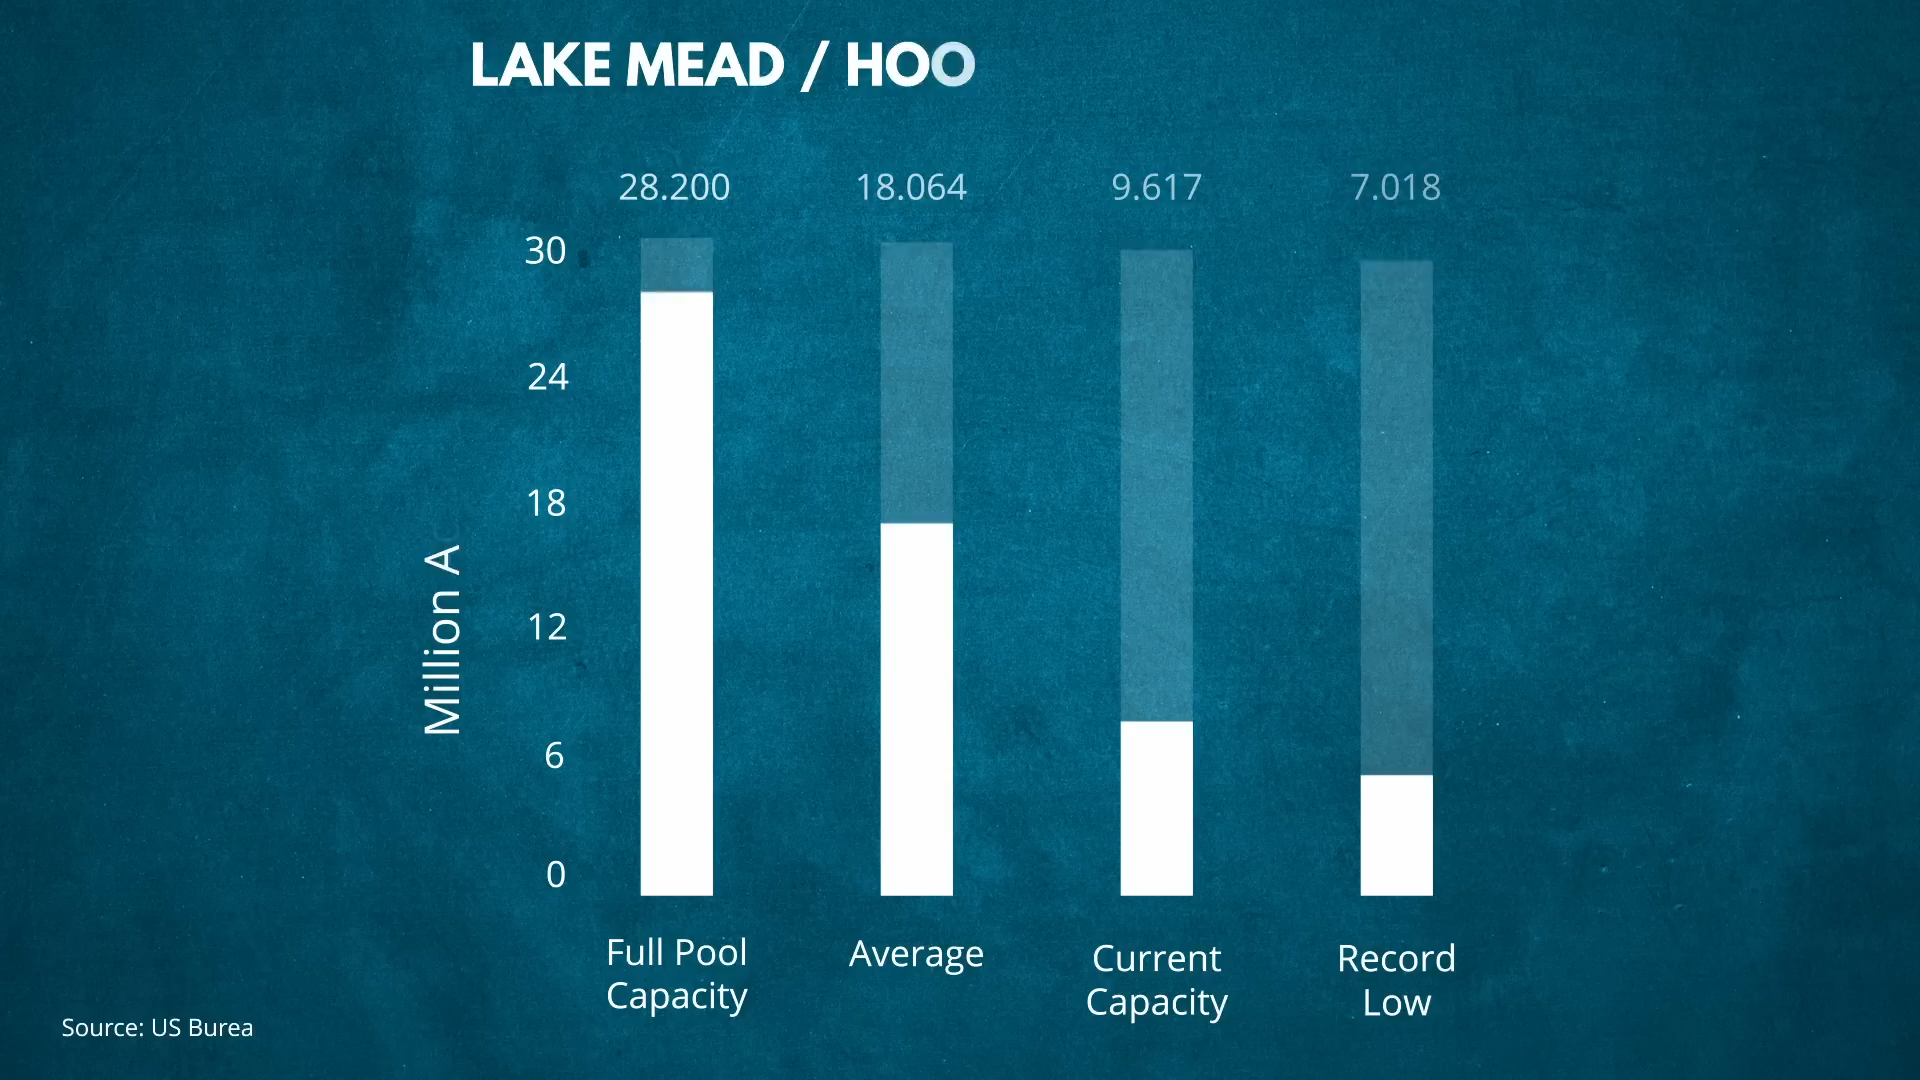 LAKE MEAD / HOO
28.200 18.064 9.617 7.018
30
24
18
12
6
0
Million A
Full Pool
Capacity
Average
Current
Capacity
Record
Low
Source: US Burea